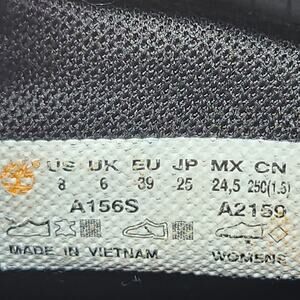 US UK EU JP MX CN
8 6 39 25 24,5 250(1.5)
A156S A2159
MADE IN VIETNAM WOMENS